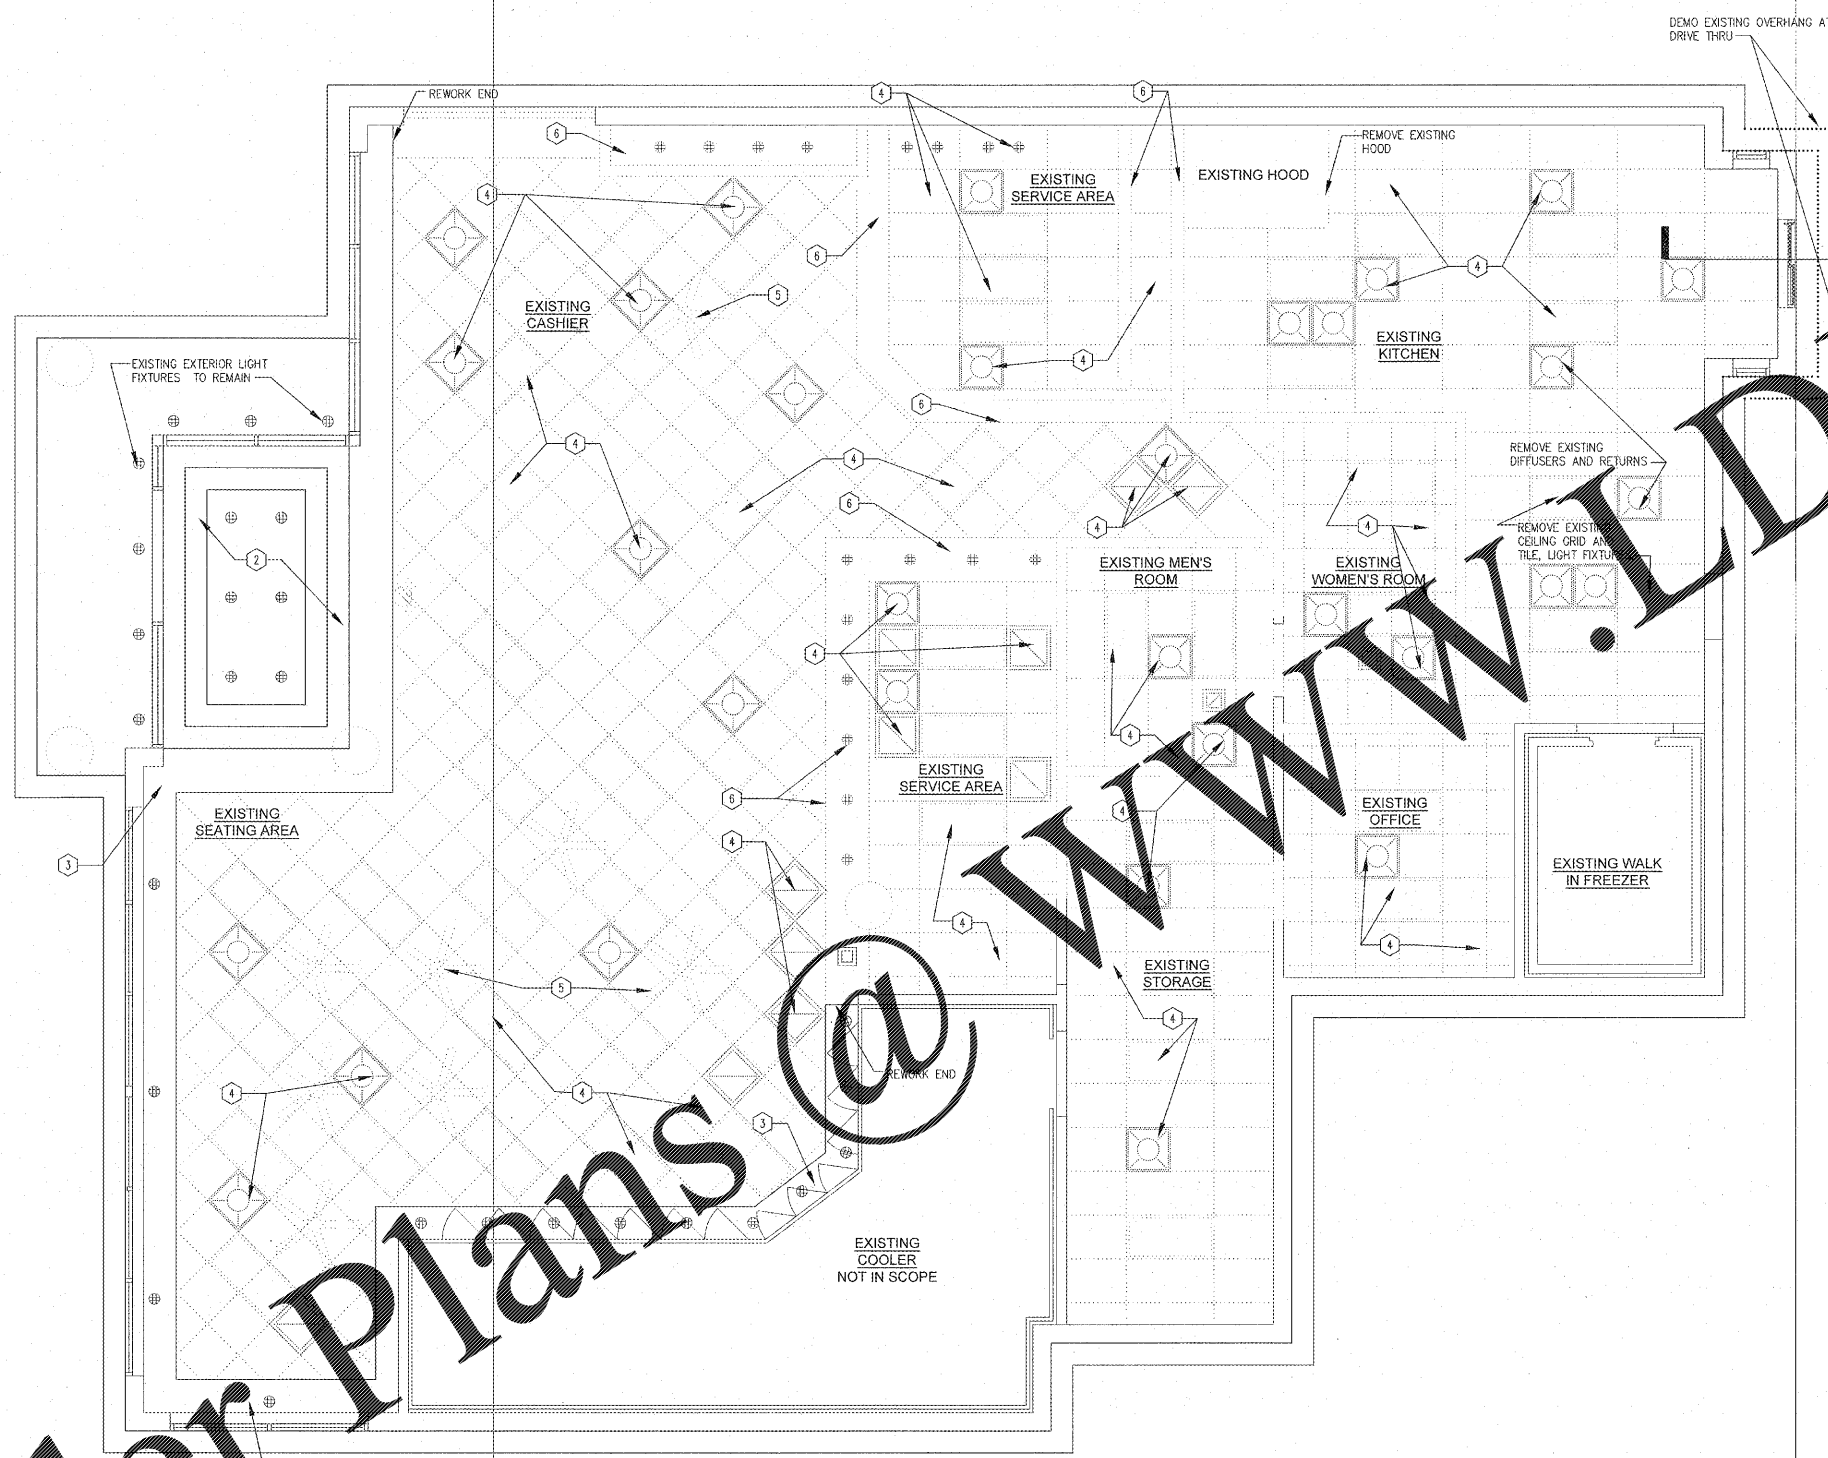 DEMO EXISTING OVERHANG AT
DRIVE THRU
REWORK END
4
6
6
REMOVE EXISTING
HOOD
EXISTING
SERVICE AREA
EXISTING HOOD
4
6
4
5
EXISTING
CASHIER
EXISTING
KITCHEN
4
EXISTING EXTERIOR LIGHT
FIXTURES TO REMAIN
6
4
4
REMOVE EXISTING
DIFFUSERS AND RETURNS
6
4
4
REMOVE EXISTING
CEILING GRID AND
TILE, LIGHT FIXTU
2
EXISTING MEN'S
ROOM
EXISTING
WOMEN'S ROOM
4
4
EXISTING
SERVICE AREA
6
EXISTING
SEATING AREA
4
EXISTING
OFFICE
4
3
EXISTING WALK
IN FREEZER
4
4
EXISTING
STORAGE
5
4
REWORK END
4
4
3
EXISTING
COOLER
NOT IN SCOPE
Plans @ WWW.LD